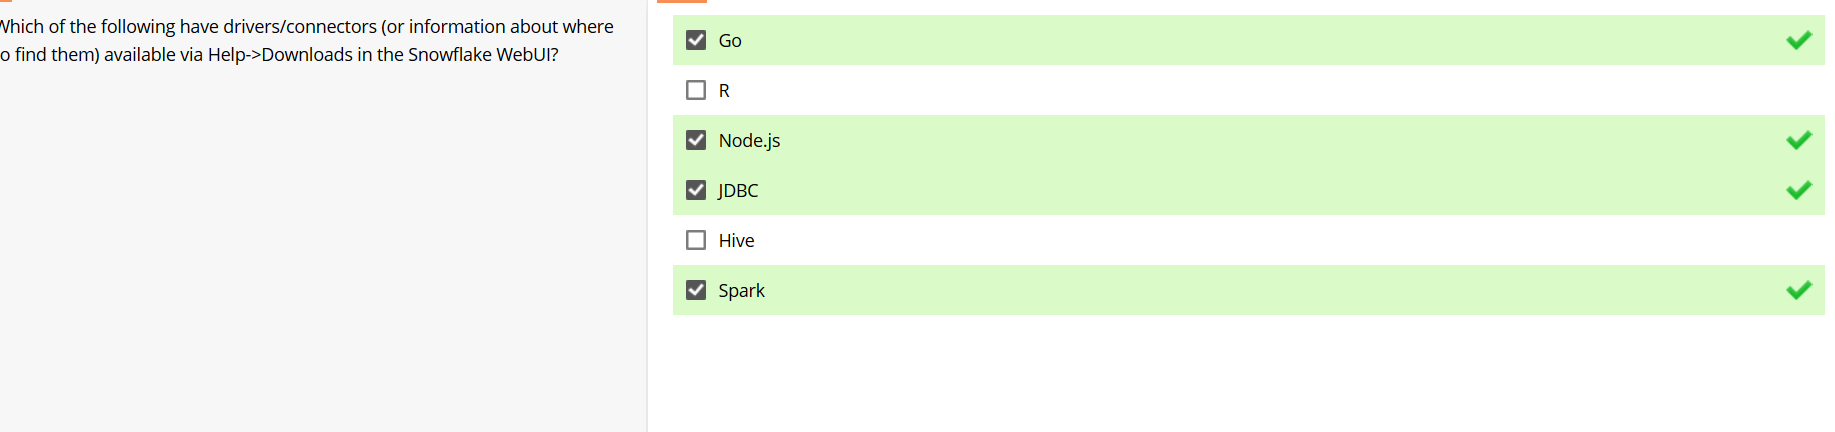 Which of the following have drivers/connectors (or information about where
o find them) available via Help->Downloads in the Snowflake WebUI?
Go
R
Node.js
JDBC
Hive
Spark